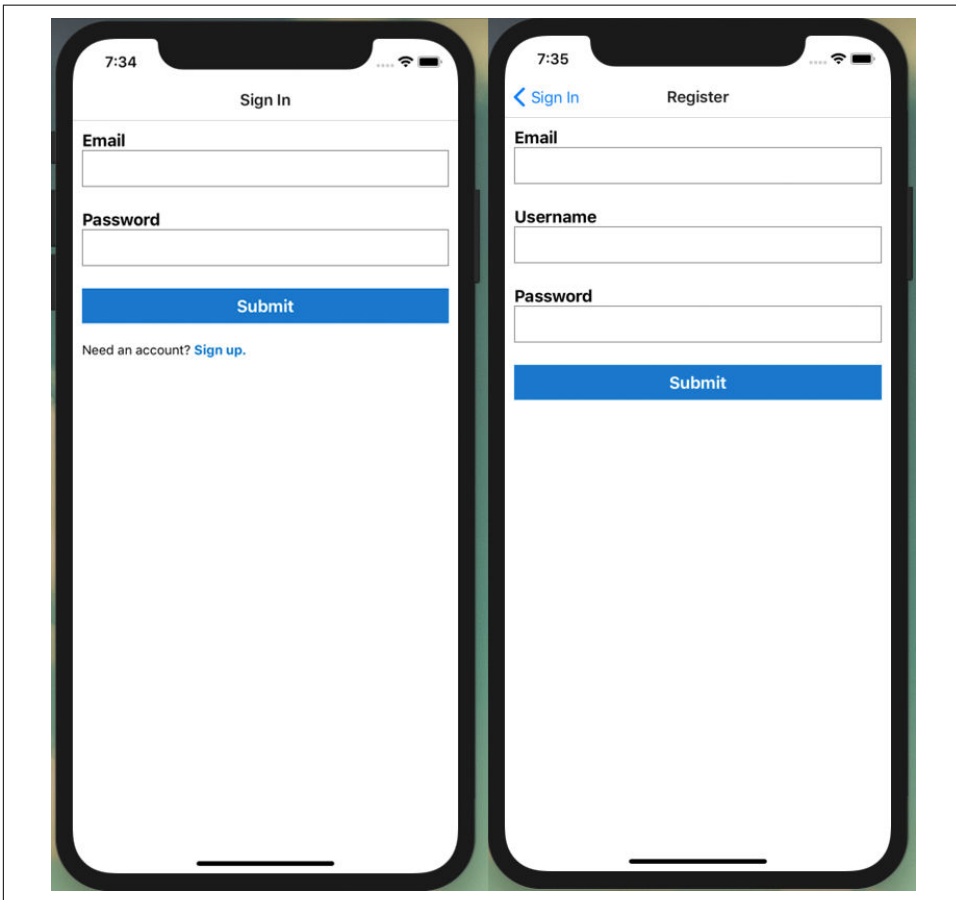 7:34
Sign In
Email
Password
Submit
Need an account? Sign up.
7:35
Sign In Register
Email
Username
Password
Submit